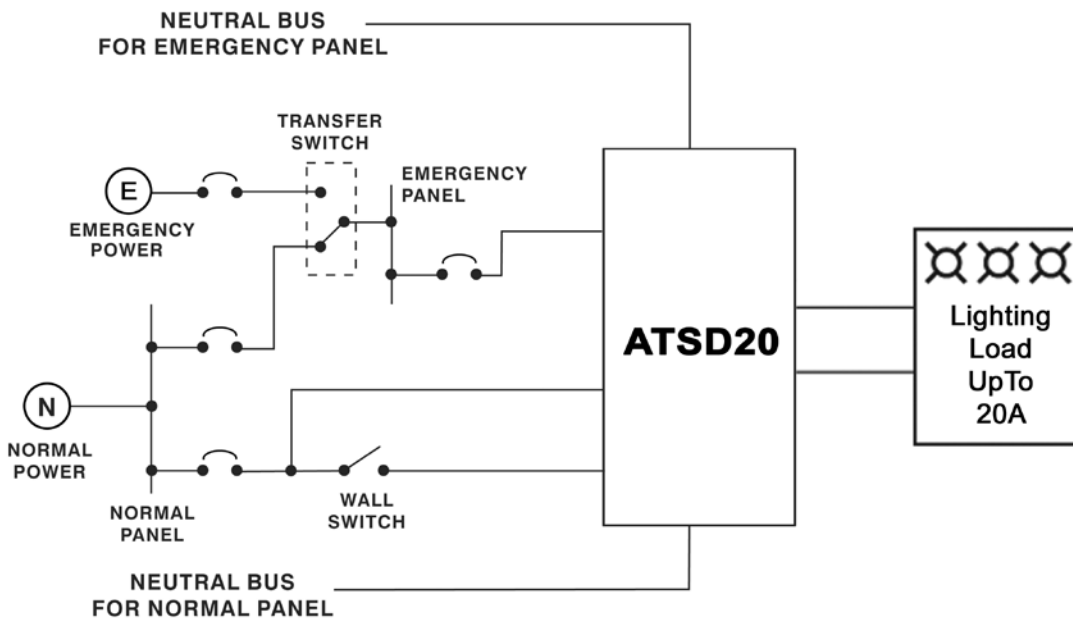 NEUTRAL BUS
FOR EMERGENCY PANEL
TRANSFER
SWITCH
E
EMERGENCY
POWER
EMERGENCY
PANEL
ATSD20
Lighting
Load
UpTo
20A
N
NORMAL
POWER
NORMAL
PANEL
WALL
SWITCH
NEUTRAL BUS
FOR NORMAL PANEL